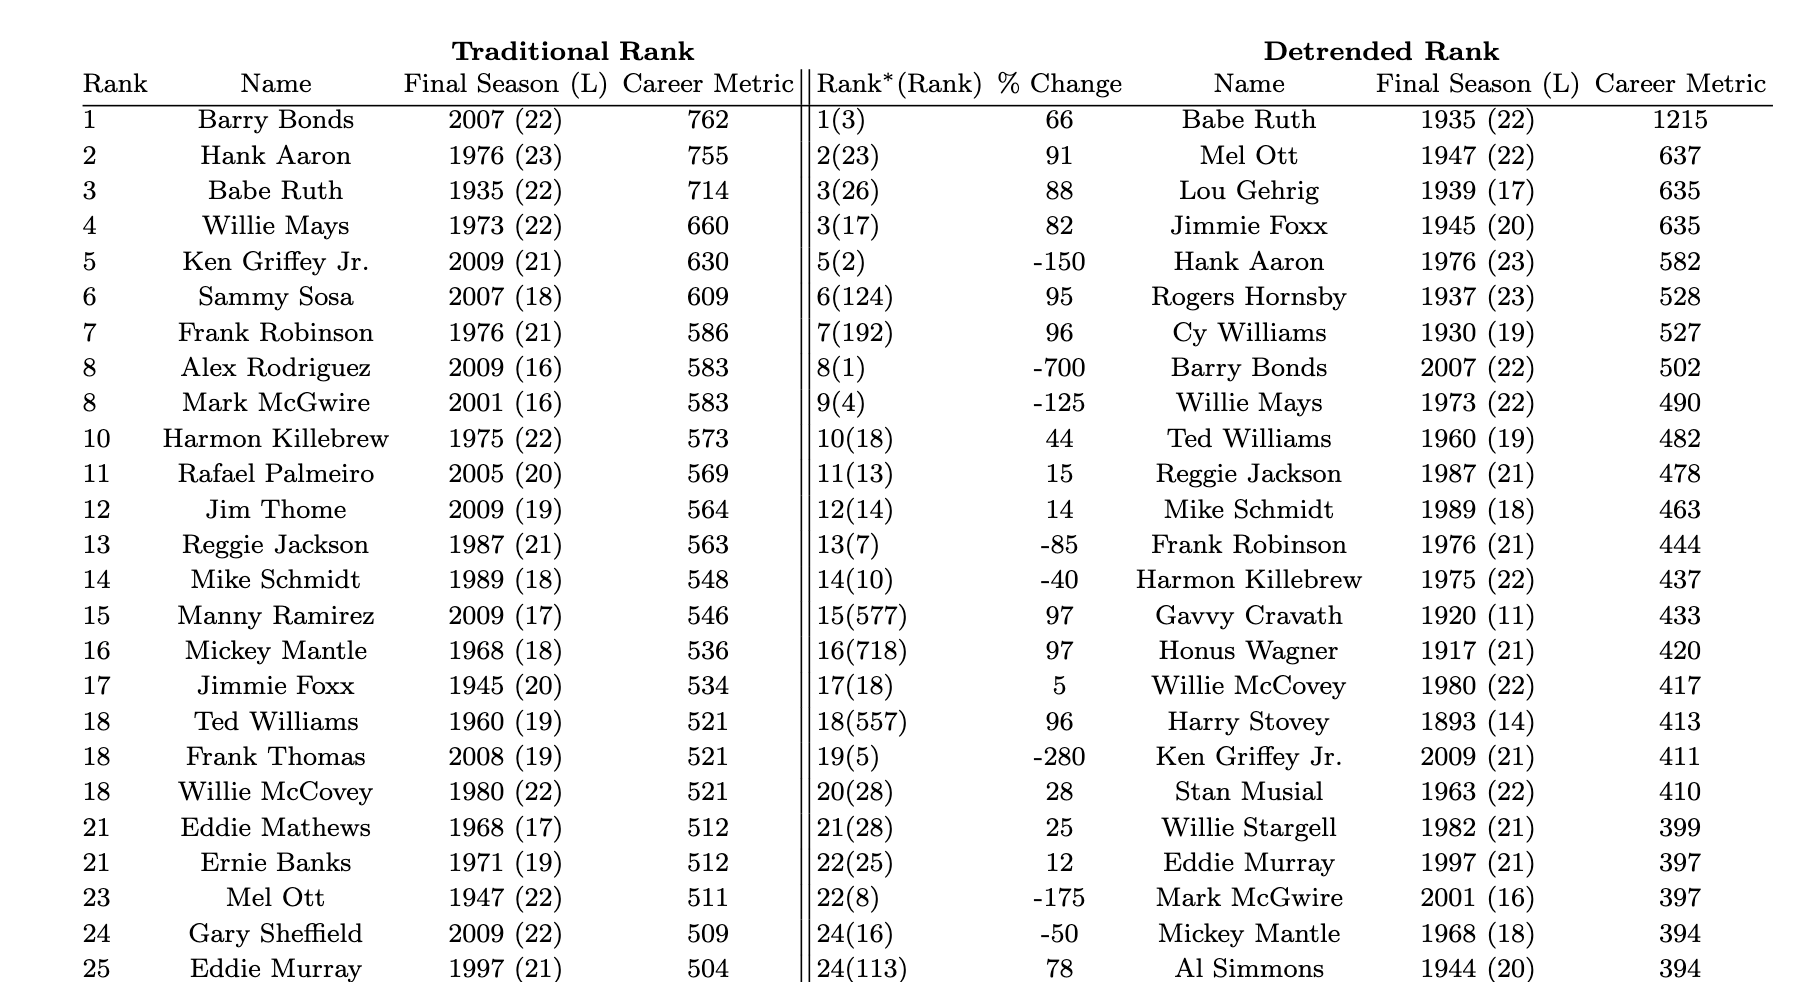 Traditional Rank Detrended Rank
Rank Name Final Season (L) Career Metric Rank*(Rank) % Change Name Final Season (L) Career Metric
1 Barry Bonds 2007 (22) 762 1(3) 66 Babe Ruth 1935 (22) 1215
2 Hank Aaron 1976 (23) 755 2(23) 91 Mel Ott 1947 (22) 637
3 Babe Ruth 1935 (22) 714 3(26) 88 Lou Gehrig 1939 (17) 635
4 Willie Mays 1973 (22) 660 3(17) 82 Jimmie Foxx 1945 (20) 635
5 Ken Griffey Jr. 2009 (21) 630 5(2) -150 Hank Aaron 1976 (23) 582
6 Sammy Sosa 2007 (18) 609 6(124) 95 Rogers Hornsby 1937 (23) 528
7 Frank Robinson 1976 (21) 586 7(192) 96 Cy Williams 1930 (19) 527
8 Alex Rodriguez 2009 (16) 583 8(1) -700 Barry Bonds 2007 (22) 502
8 Mark McGwire 2001 (16) 583 9(4) -125 Willie Mays 1973 (22) 490
10 Harmon Killebrew 1975 (22) 573 10(18) 44 Ted Williams 1960 (19) 482
11 Rafael Palmeiro 2005 (20) 569 11(13) 15 Reggie Jackson 1987 (21) 478
12 Jim Thome 2009 (19) 564 12(14) 14 Mike Schmidt 1989 (18) 463
13 Reggie Jackson 1987 (21) 563 13(7) -85 Frank Robinson 1976 (21) 444
14 Mike Schmidt 1989 (18) 548 14(10) -40 Harmon Killebrew 1975 (22) 437
15 Manny Ramirez 2009 (17) 546 15(577) 97 Gavvy Cravath 1920 (11) 433
16 Mickey Mantle 1968 (18) 536 16(718) 97 Honus Wagner 1917 (21) 420
17 Jimmie Foxx 1945 (20) 534 17(18) 5 Willie McCovey 1980 (22) 417
18 Ted Williams 1960 (19) 521 18(557) 96 Harry Stovey 1893 (14) 413
18 Frank Thomas 2008 (19) 521 19(5) -280 Ken Griffey Jr. 2009 (21) 411
18 Willie McCovey 1980 (22) 521 20(28) 28 Stan Musial 1963 (22) 410
21 Eddie Mathews 1968 (17) 512 21(28) 25 Willie Stargell 1982 (21) 399
21 Ernie Banks 1971 (19) 512 22(25) 12 Eddie Murray 1997 (21) 397
23 Mel Ott 1947 (22) 511 22(8) -175 Mark McGwire 2001 (16) 397
24 Gary Sheffield 2009 (22) 509 24(16) -50 Mickey Mantle 1968 (18) 394
25 Eddie Murray 1997 (21) 504 24(113) 78 Al Simmons 1944 (20) 394